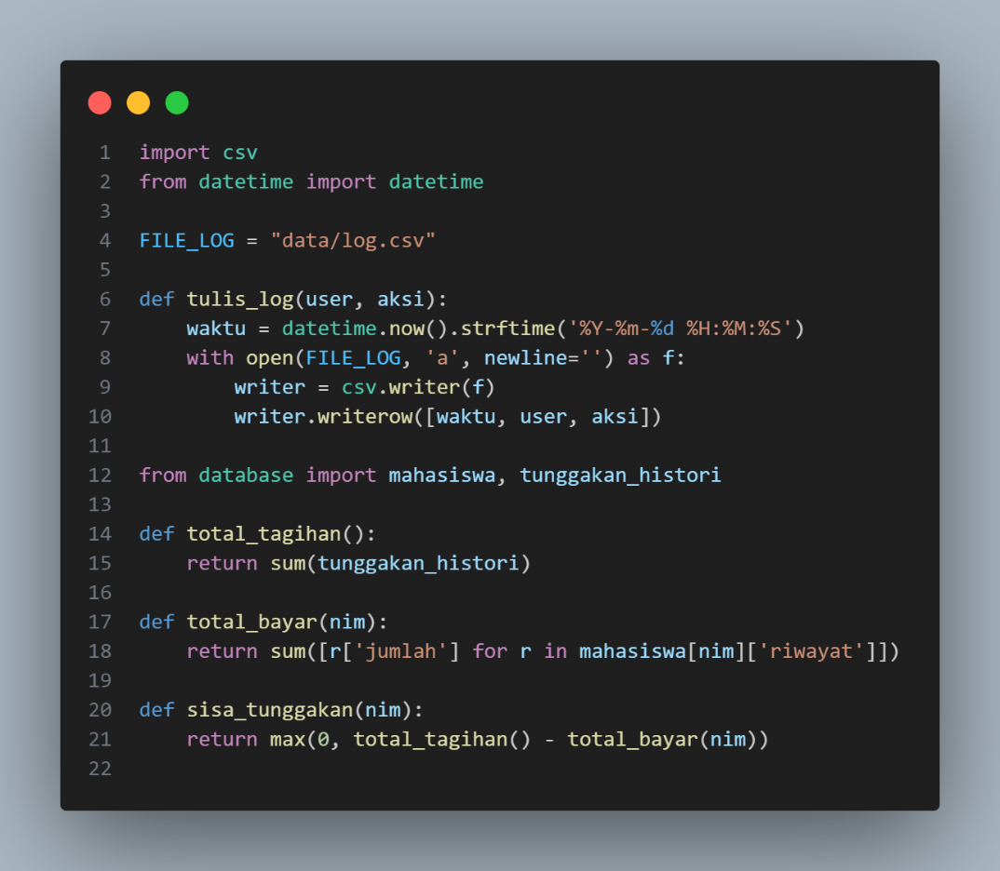 1 import csv
2 from datetime import datetime
3
4 FILE_LOG = "data/log.csv"
5
6 def tulis_log(user, aksi):
7     waktu = datetime.now().strftime('%Y-%m-%d %H:%M:%S')
8     with open(FILE_LOG, 'a', newline='') as f:
9         writer = csv.writer(f)
10         writer.writerow([waktu, user, aksi])
11
12 from database import mahasiswa, tunggakan_histori
13
14 def total_tagihan():
15     return sum(tunggakan_histori)
16
17 def total_bayar(nim):
18     return sum([r['jumlah'] for r in mahasiswa[nim]['riwayat']])
19
20 def sisa_tunggakan(nim):
21     return max(0, total_tagihan() - total_bayar(nim))
22